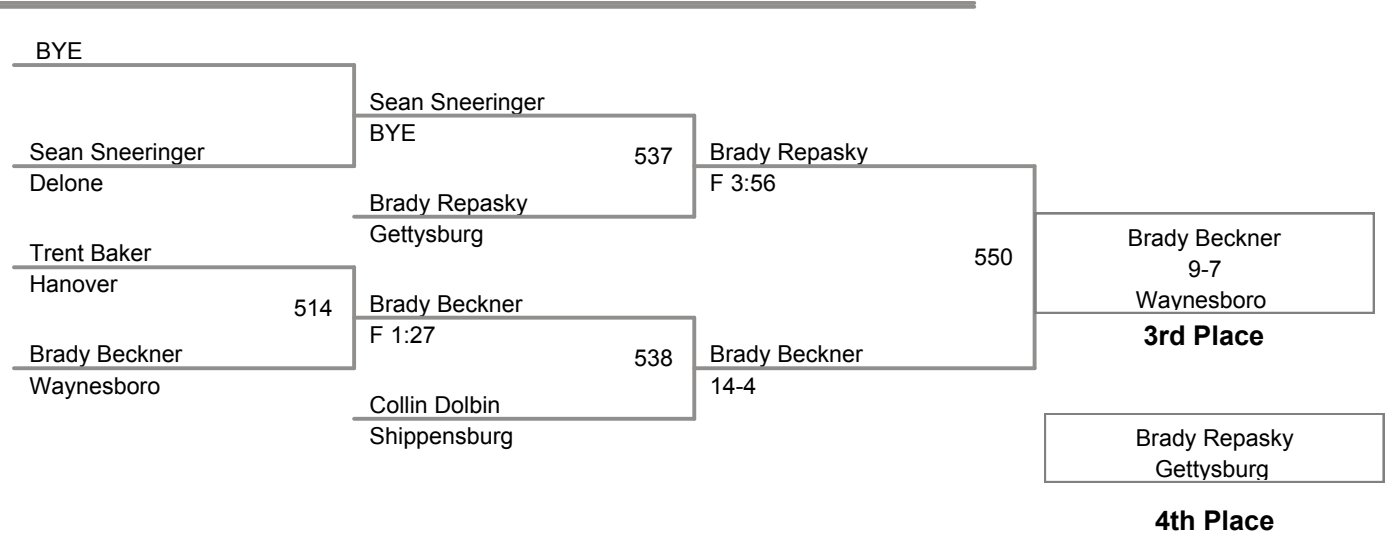 BYE
Sean Sneeringer
BYE
Sean Sneeringer
Delone
537
Brady Repasky
F 3:56
Brady Repasky
Gettysburg
Trent Baker
Hanover
514
Brady Beckner
F 1:27
Brady Beckner
Waynesboro
538
Brady Beckner
14-4
Collin Dolbin
Shippensburg
550
Brady Beckner
9-7
Waynesboro
3rd Place
Brady Repasky
Gettysburg
4th Place